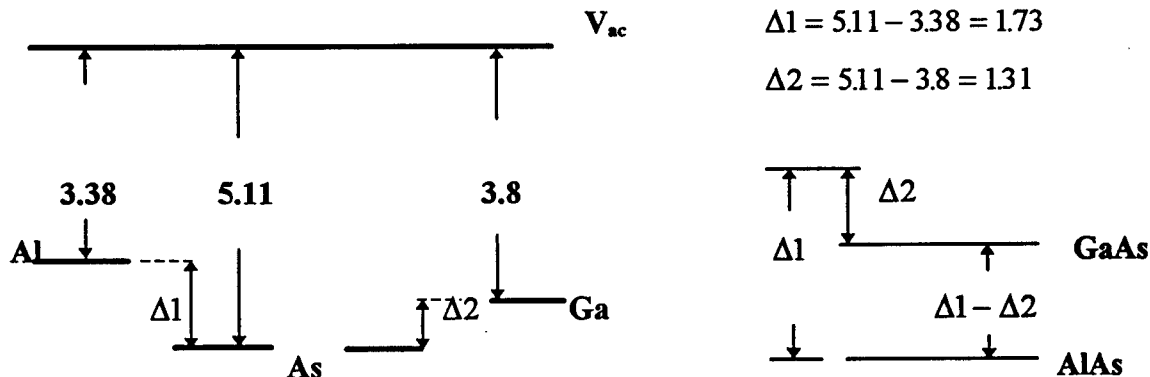 V_ac
Δ1 = 5.11 − 3.38 = 1.73
Δ2 = 5.11 − 3.8 = 1.31
3.38 5.11 3.8
Al
Δ1
Δ2
Ga
As
Δ2
Δ1
GaAs
Δ1 − Δ2
AlAs